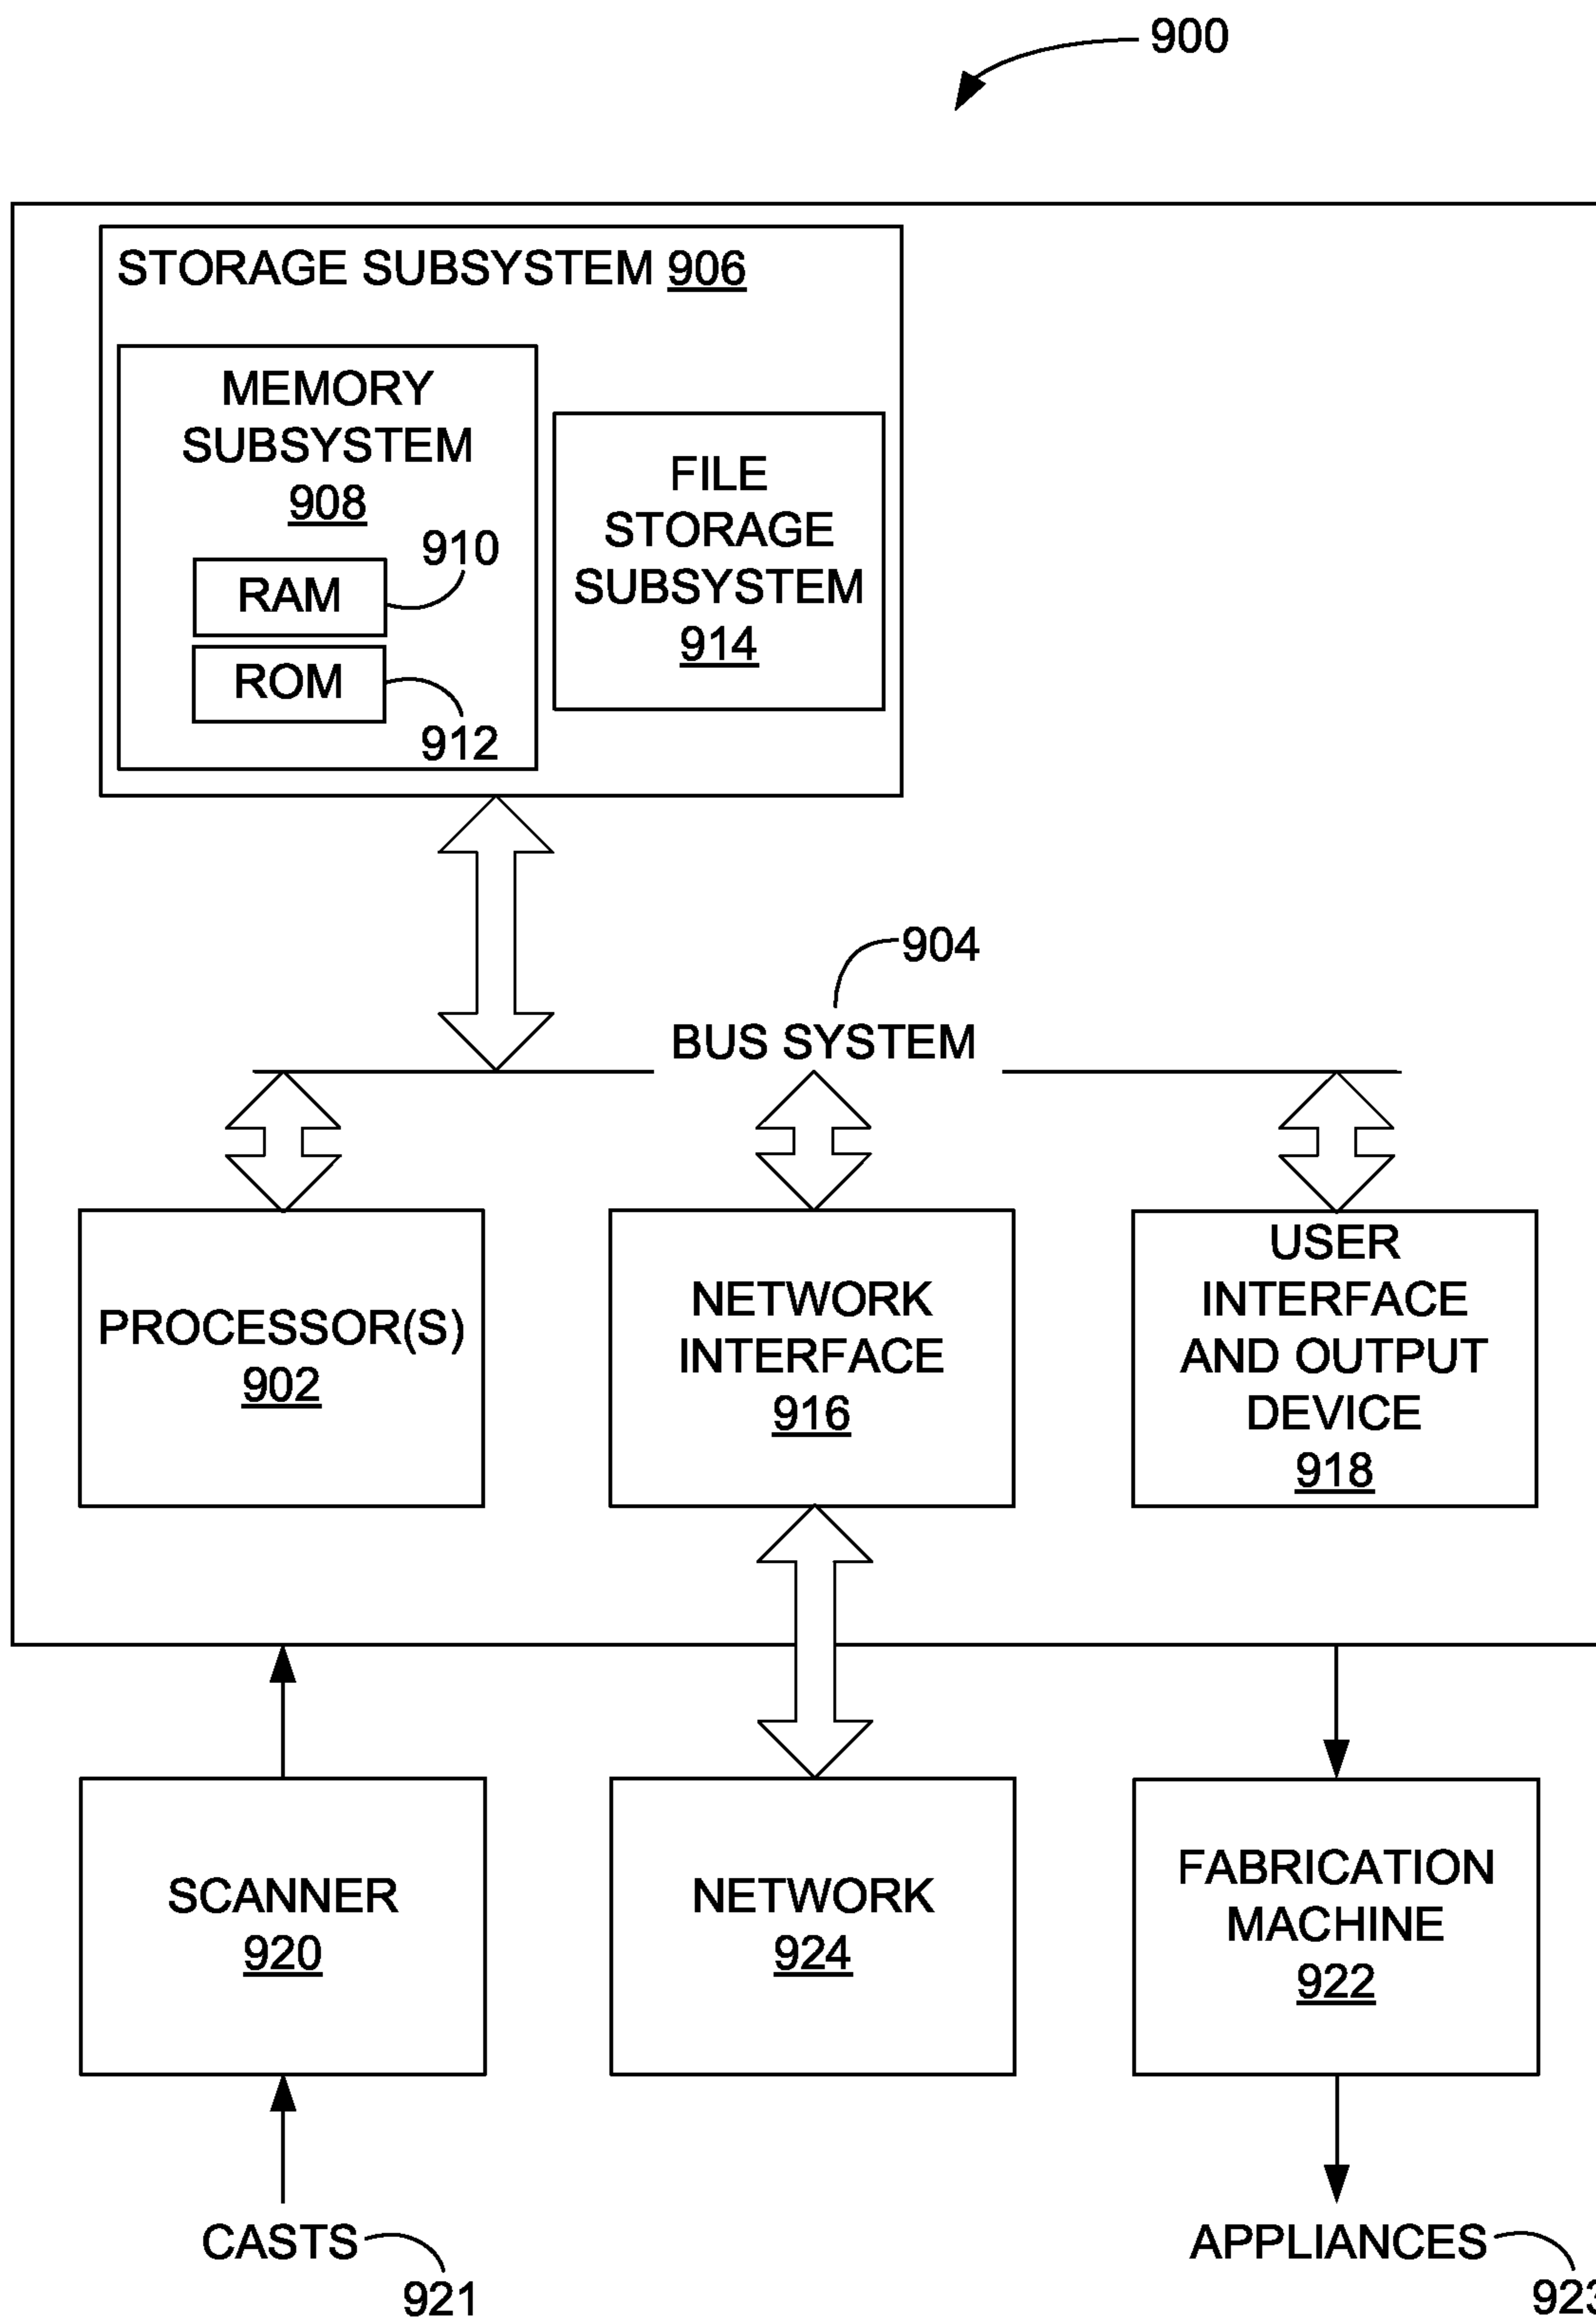 900
STORAGE SUBSYSTEM 906
MEMORY
SUBSYSTEM
908
910
RAM
ROM
912
FILE
STORAGE
SUBSYSTEM
914
904
BUS SYSTEM
PROCESSOR(S)
902
NETWORK
INTERFACE
916
USER
INTERFACE
AND OUTPUT
DEVICE
918
SCANNER
920
NETWORK
924
FABRICATION
MACHINE
922
CASTS
921
APPLIANCES
923